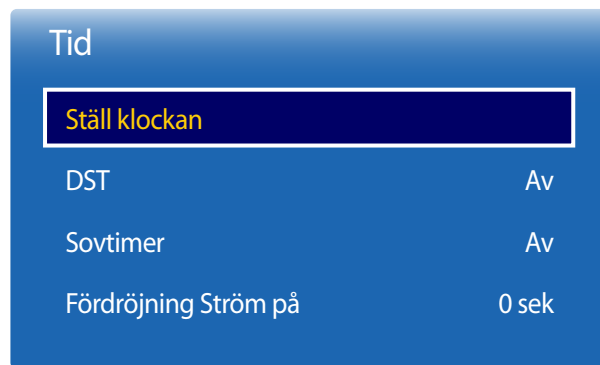 Tid
Ställ klockan
DST Av
Sovtimer Av
Fördröjning Ström på 0 sek